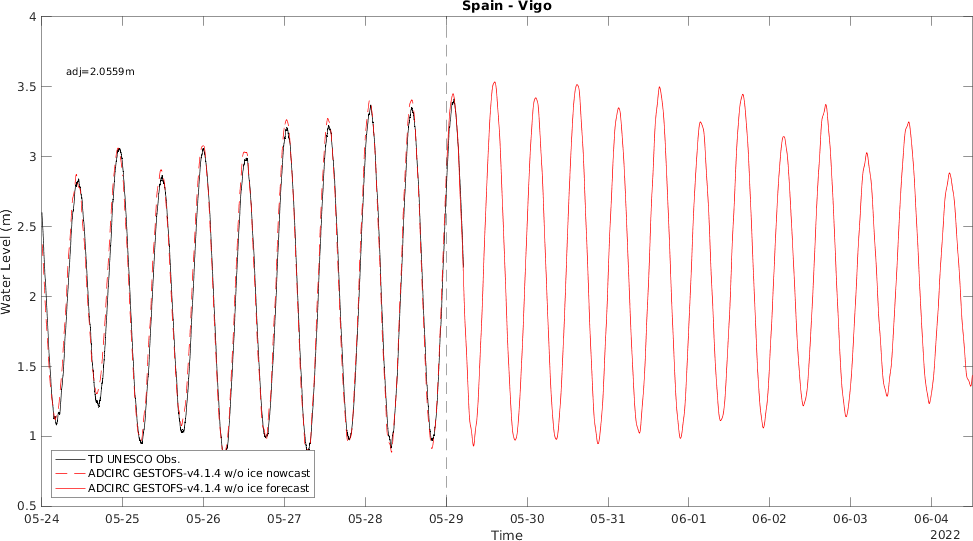 Spain - Vigo
4
adj=2.0559m
3.5
3
2.5
2
1.5
1
0.5
Water Level (m)
TD UNESCO Obs.
ADCIRC GESTOFS-v4.1.4 w/o ice nowcast
ADCIRC GESTOFS-v4.1.4 w/o ice forecast
05-24 05-25 05-26 05-27 05-28 05-29 05-30 05-31 06-01 06-02 06-03 06-04
2022
Time